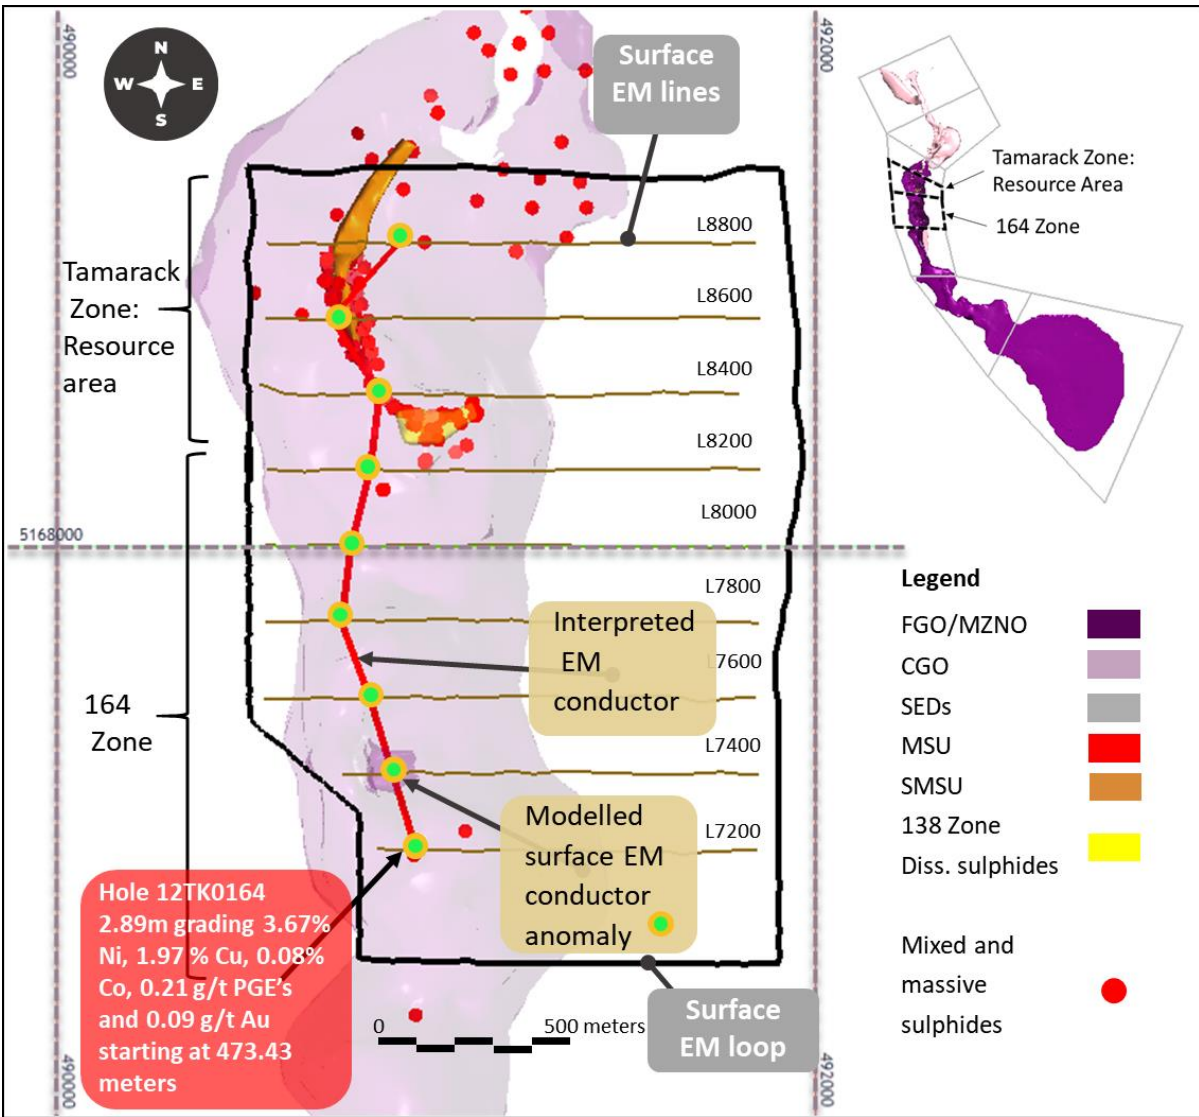 490000
492000
N
W E
S
Surface
EM lines
Tamarack Zone:
Resource Area
164 Zone
L8800
Tamarack
Zone:
Resource
area
L8600
L8400
L8200
L8000
5168000
L7800
Interpreted
EM
conductor
L7600
164
Zone
L7400
Modelled
surface EM
conductor
anomaly
L7200
Hole 12TK0164
2.89m grading 3.67%
Ni, 1.97 % Cu, 0.08%
Co, 0.21 g/t PGE's
and 0.09 g/t Au
starting at 473.43
meters
0 500 meters
Surface
EM loop
490000
492000
Legend
FGO/MZNO
CGO
SEDs
MSU
SMSU
138 Zone
Diss. sulphides
Mixed and
massive
sulphides